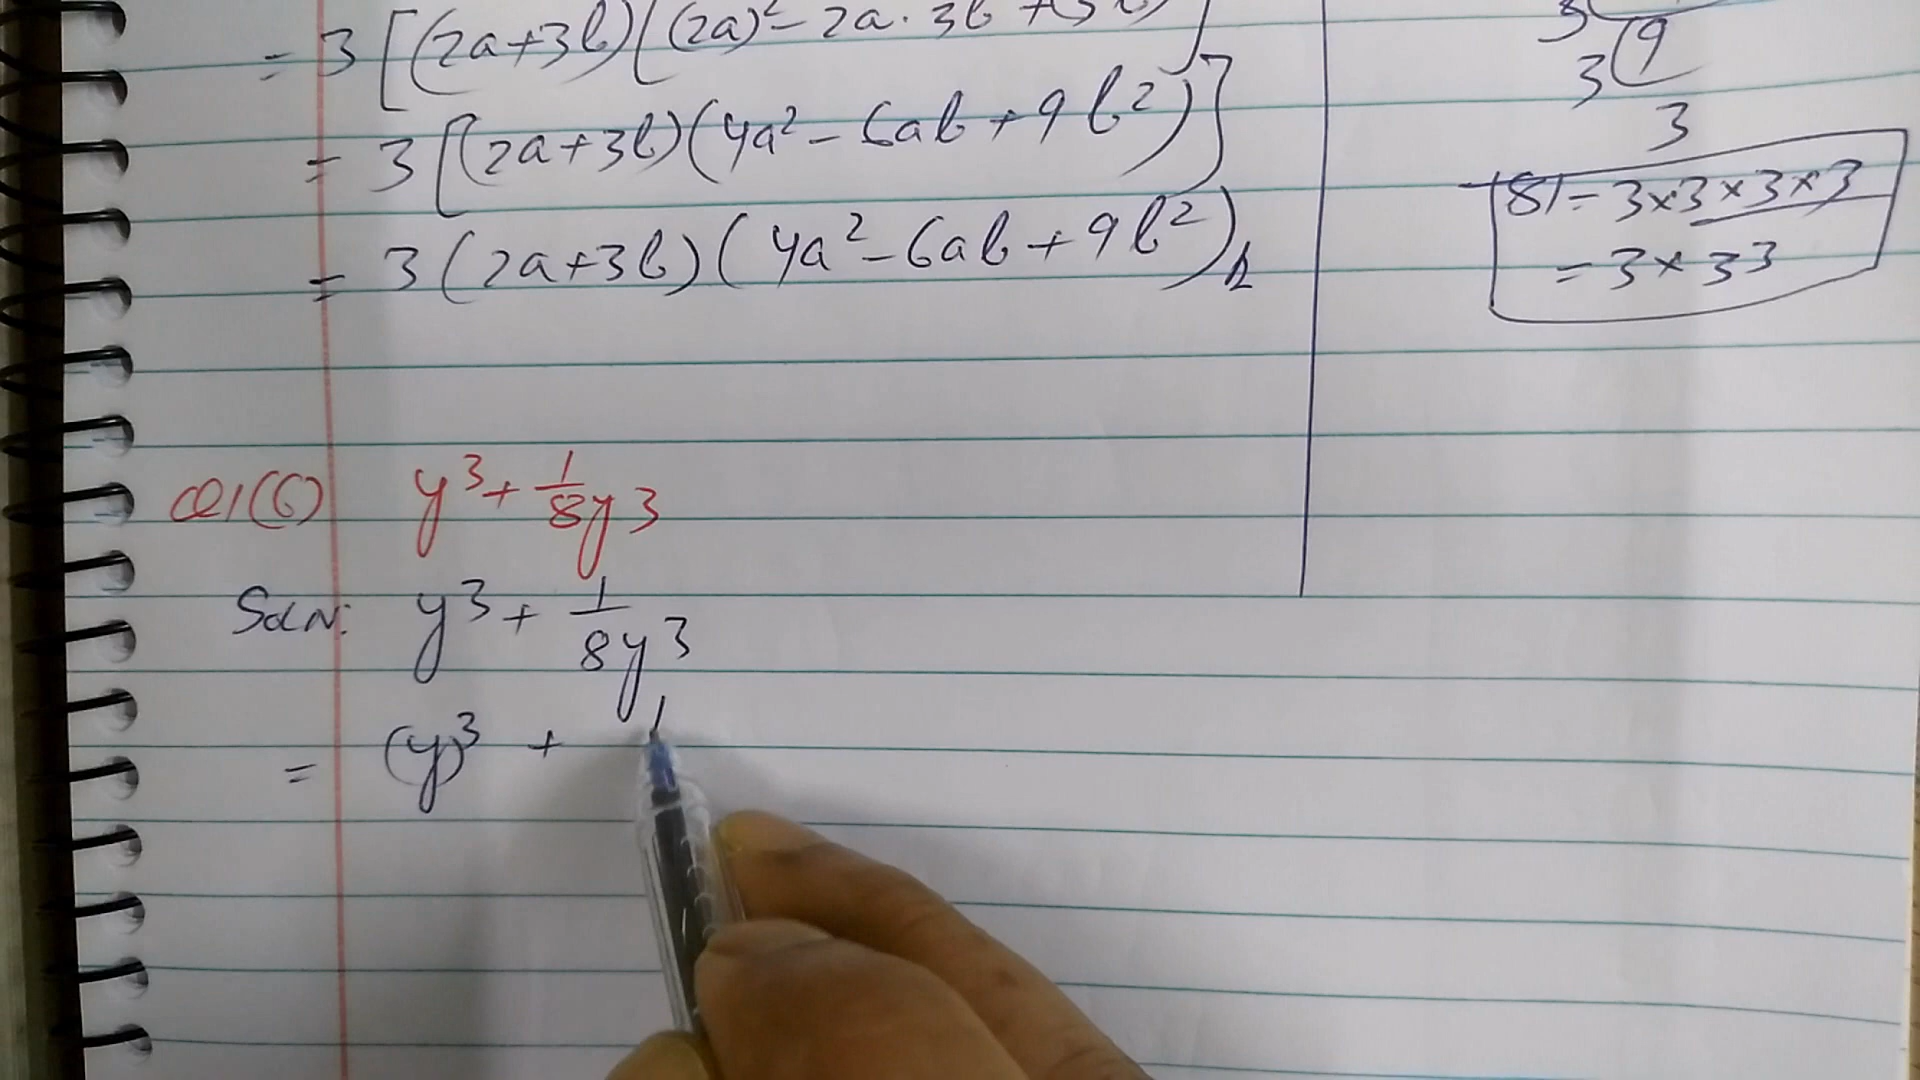 = 3 [(2a+3b)[(2a)² - 2a. 3b +
= 3 [(2a+3b)(4a² - 6ab + 9b²)]
= 3 (2a+3b)(4a² - 6ab + 9b²)
3
3 9
3
81 = 3×3×3×3
= 3 × 3³
Q1(6) y³ + 1/8y³
SOLN: y³ + 1/8y³
= (y)³ + 1